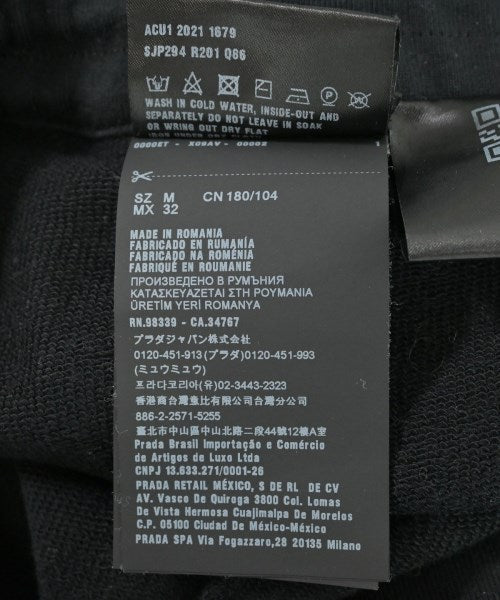 ACU1 2021 1679
SJP294 R201 Q66
WASH IN COLD WATER, INSIDE-OUT AND
SEPARATELY DO NOT LEAVE IN SOAK
OR WRING OUT DRY FLAT
0000ET - X09AV - 00002 1
SZ M CN 180/104
MX 32
MADE IN ROMANIA
FABRICADO EN RUMANÍA
FABRICADO NA ROMÉNIA
FABRIQUÉ EN ROUMANIE
ПРОИЗВЕДЕНО В РУМЫНИЯ
ΚΑΤΑΣΚΕΥΑΖΕΤΑΙ ΣΤΗ ΡΟΥΜΑΝΙΑ
ÜRETİM YERİ ROMANYA
RN.98339 - CA.34767
プラダジャパン株式会社
0120-451-913 (プラダ) 0120-451-993
(ミュウミュウ)
프라다코리아(유) 02-3443-2323
香港商台灣壹比有限公司台灣分公司
886-2-2571-5255
臺北市中山區中山北路二段44號12樓A室
Prada Brasil Importação e Comércio
de Artigos de Luxo Ltda
CNPJ 13.633.271/0001-26
PRADA RETAIL MÉXICO, S DE RL DE CV
AV. Vasco De Quiroga 3800 Col. Lomas
De Vista Hermosa Cuajimalpa De Morelos
C.P. 05100 Ciudad De México-México
PRADA SPA Via Fogazzaro,28 20135 Milano